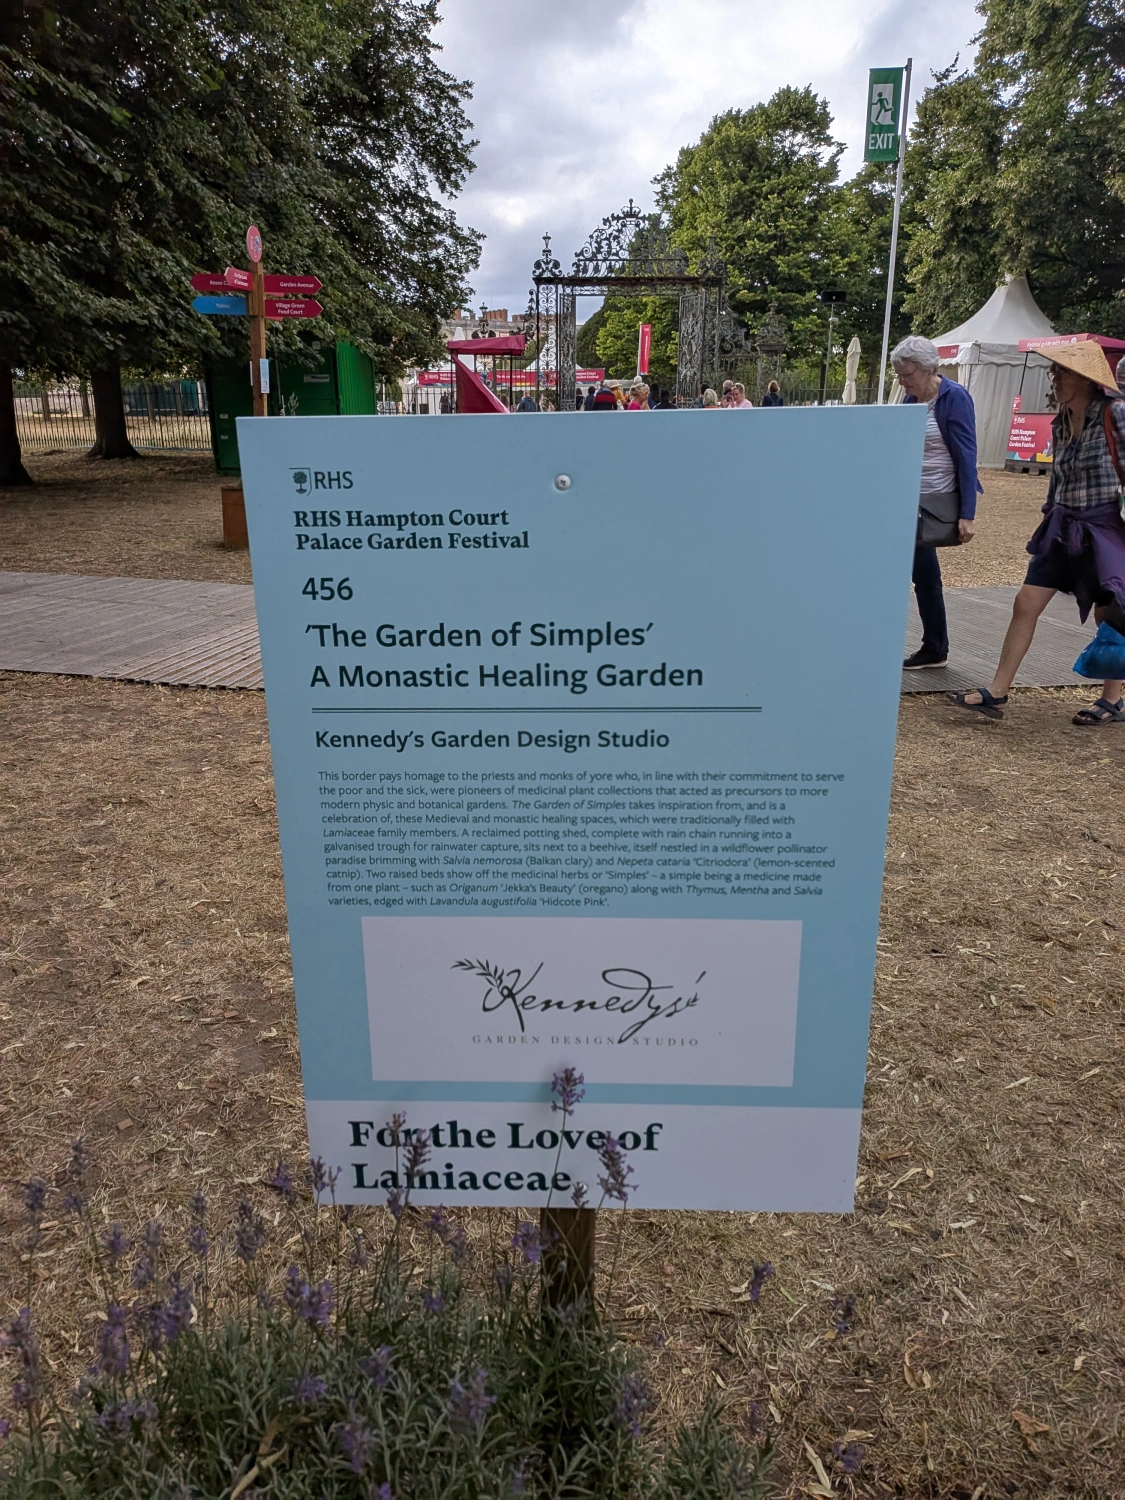 EXIT
Garden Avenue
Village Green
Food Court
Toilets
RHS
RHS Hampton Court
Palace Garden Festival
456
'The Garden of Simples'
A Monastic Healing Garden
Kennedy's Garden Design Studio
This border pays homage to the priests and monks of yore who, in line with their commitment to serve
the poor and the sick, were pioneers of medicinal plant collections that acted as precursors to more
modern physic and botanical gardens. The Garden of Simples takes inspiration from, and is a
celebration of, these Medieval and monastic healing spaces, which were traditionally filled with
Lamiaceae family members. A reclaimed potting shed, complete with rain chain running into a
galvanised trough for rainwater capture, sits next to a beehive, itself nestled in a wildflower pollinator
paradise brimming with Salvia nemorosa (Balkan clary) and Nepeta cataria 'Citriodora' (lemon-scented
catnip). Two raised beds show off the medicinal herbs or 'Simples' – a simple being a medicine made
from one plant – such as Origanum 'Jekka's Beauty' (oregano) along with Thymus, Mentha and Salvia
varieties, edged with Lavandula augustifolia 'Hidcote Pink'.
Kennedys'
GARDEN DESIGN STUDIO
For the Love of
Lamiaceae
RHS Hampton
Court Palace
Garden Festival